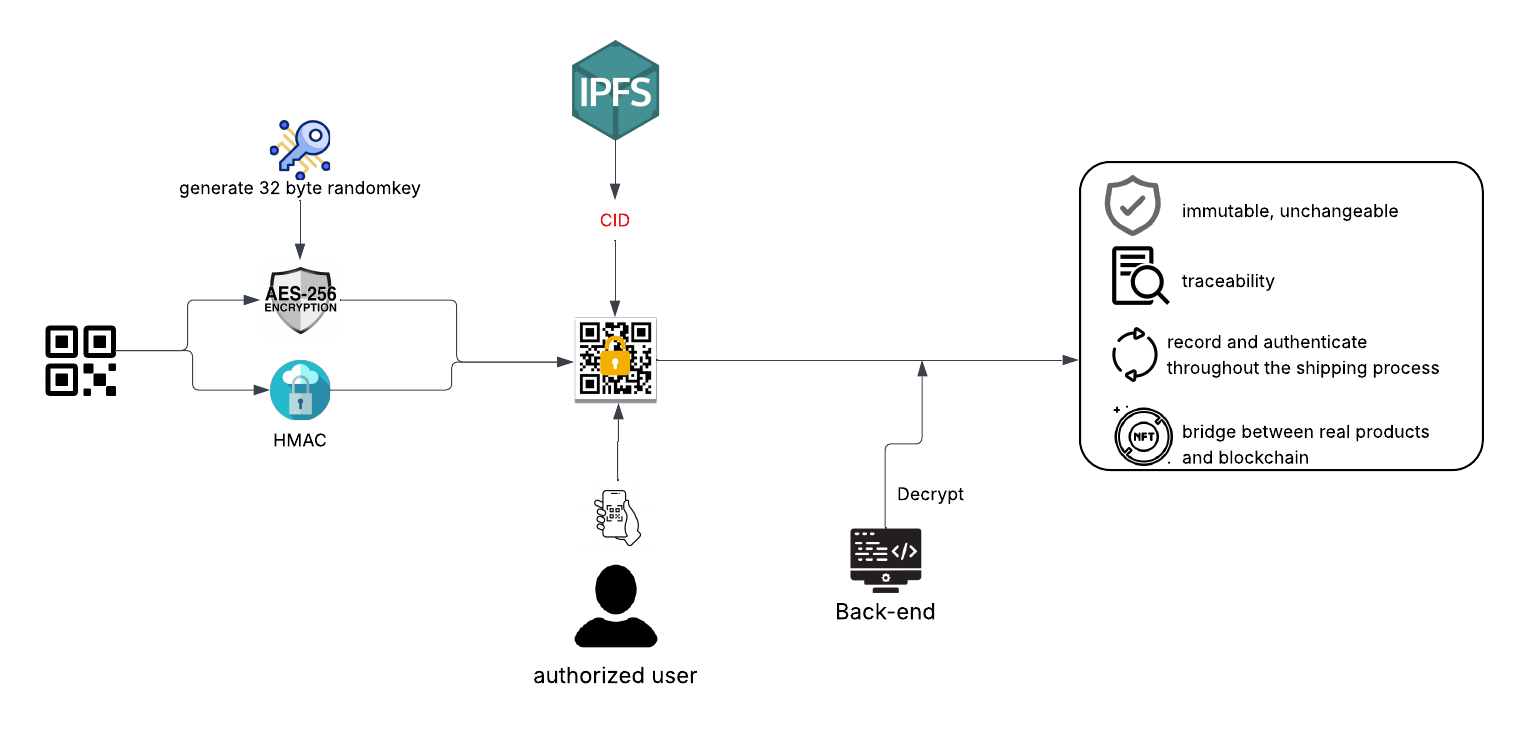 IPFS
generate 32 byte randomkey
CID
AES-256
ENCRYPTION
HMAC
immutable, unchangeable
traceability
record and authenticate
throughout the shipping process
NFT
bridge between real products
and blockchain
Decrypt
</>
Back-end
authorized user